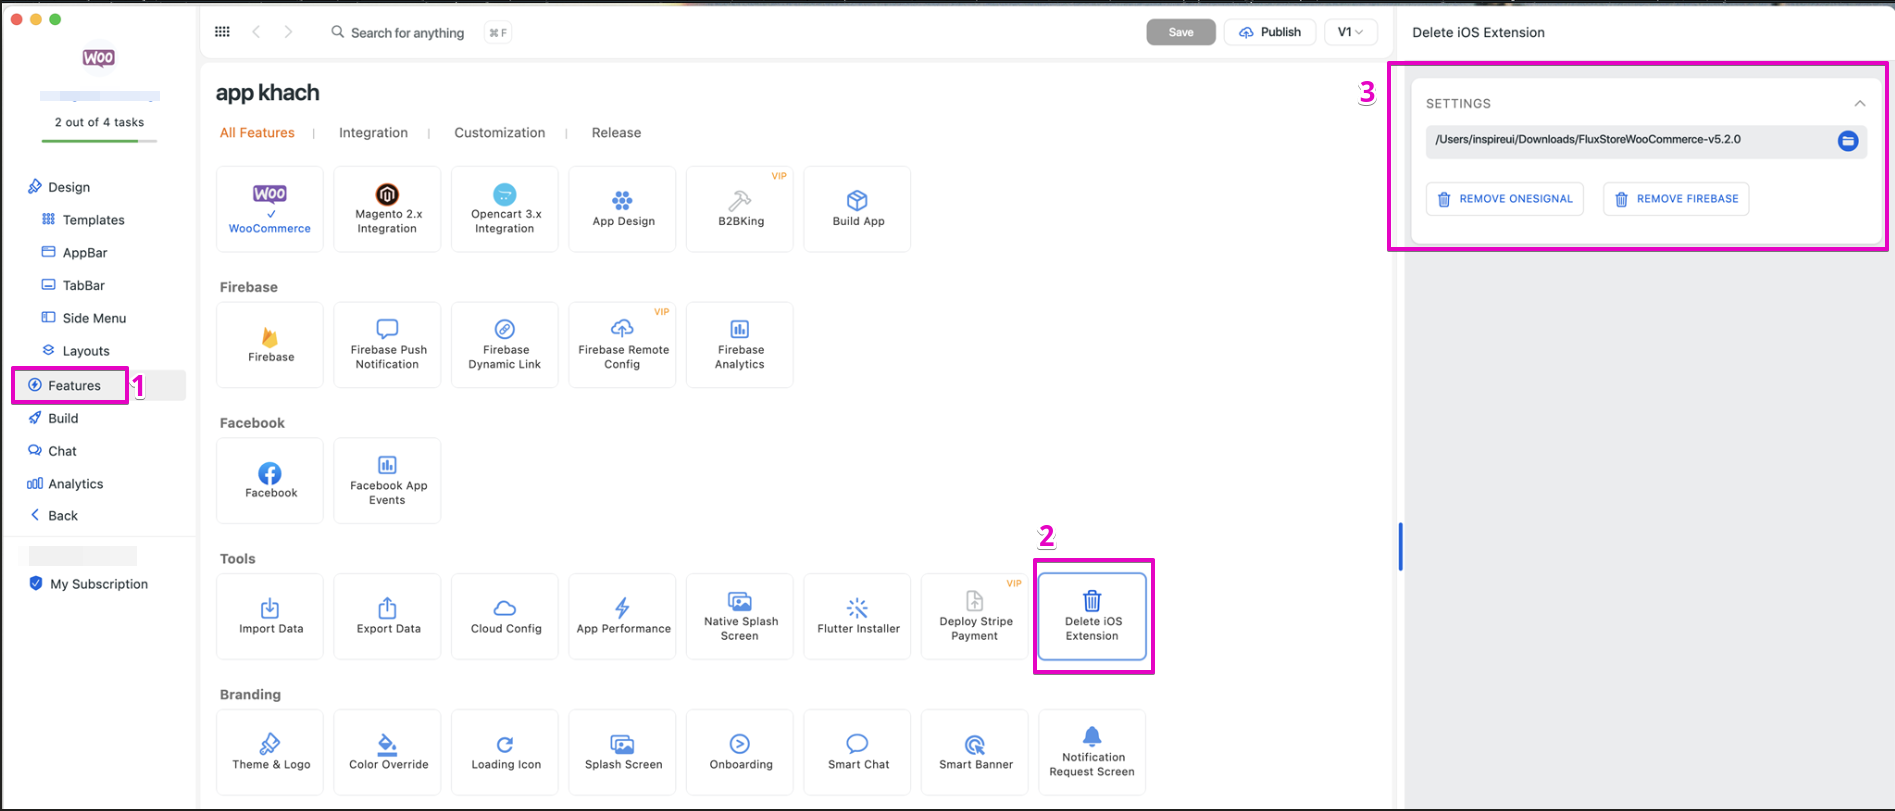 WOO
2 out of 4 tasks
Design
Templates
AppBar
TabBar
Side Menu
Layouts
Features
1
Build
Chat
Analytics
Back
My Subscription
Search for anything
⌘ F
Save
Publish
V1
app khach
All Features | Integration | Customization | Release
WOO
WooCommerce
Magento 2.x
Integration
Opencart 3.x
Integration
App Design
VIP
B2BKing
Build App
Firebase
Firebase
Firebase Push
Notification
Firebase
Dynamic Link
VIP
Firebase Remote
Config
Firebase
Analytics
Facebook
Facebook
Facebook App
Events
Tools
Import Data
Export Data
Cloud Config
App Performance
Native Splash
Screen
Flutter Installer
VIP
Deploy Stripe
Payment
2
Delete iOS
Extension
Branding
Theme & Logo
Color Override
Loading Icon
Splash Screen
Onboarding
Smart Chat
Smart Banner
Notification
Request Screen
Delete iOS Extension
3
SETTINGS
/Users/inspireui/Downloads/FluxStoreWooCommerce-v5.2.0
REMOVE ONESIGNAL
REMOVE FIREBASE